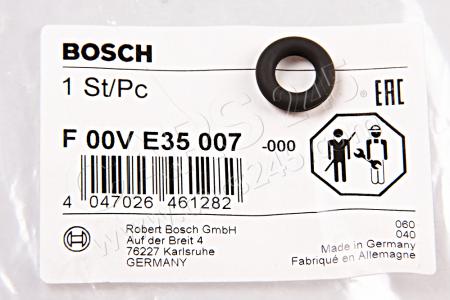 BOSCH
1 St/Pc
EAC
F 00V E35 007 -000
4 047026 461282
Robert Bosch GmbH
Auf der Breit 4
76227 Karlsruhe
GERMANY
060
040
Made in Germany
Fabriqué en Allemagne